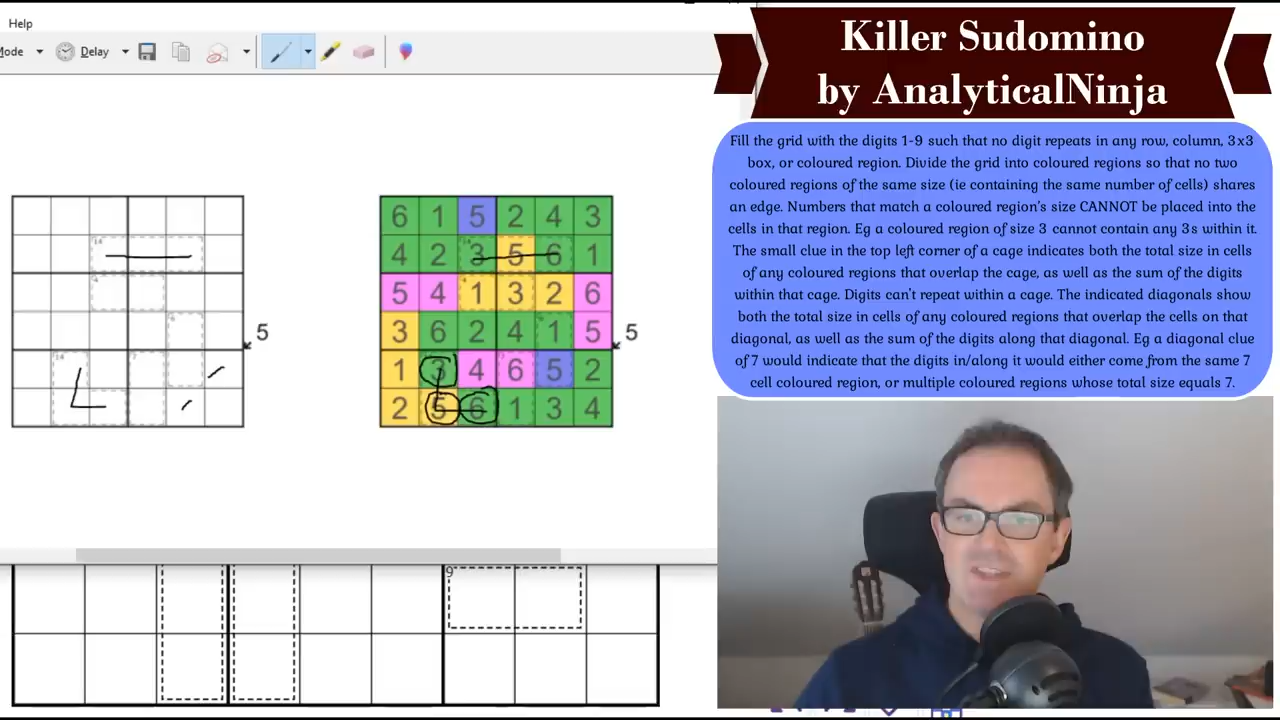 Help
Mode
Delay
Killer Sudomino
by AnalyticalNinja
Fill the grid with the digits 1-9 such that no digit repeats in any row, column, 3x3
box, or coloured region. Divide the grid into coloured regions so that no two
coloured regions of the same size (ie containing the same number of cells) shares
an edge. Numbers that match a coloured region's size CANNOT be placed into the
cells in that region. Eg a coloured region of size 3 cannot contain any 3s within it.
The small clue in the top left corner of a cage indicates both the total size in cells
of any coloured regions that overlap the cage, as well as the sum of the digits
within that cage. Digits can't repeat within a cage. The indicated diagonals show
both the total size in cells of any coloured regions that overlap the cells on that
diagonal, as well as the sum of the digits along that diagonal. Eg a diagonal clue
of 7 would indicate that the digits in/along it would either come from the same 7
cell coloured region, or multiple coloured regions whose total size equals 7.
14
4
6
14
7
5
6 1 5 2 4 3
4 2 3 5 6 1
5 4 1 3 2 6
3 6 2 4 1 5
1 3 4 6 5 2
2 5 6 1 3 4
5
9